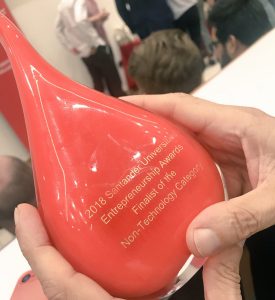 2018 Santander Universities
Entrepreneurship Awards
Finalist of the
Non-Technology Category